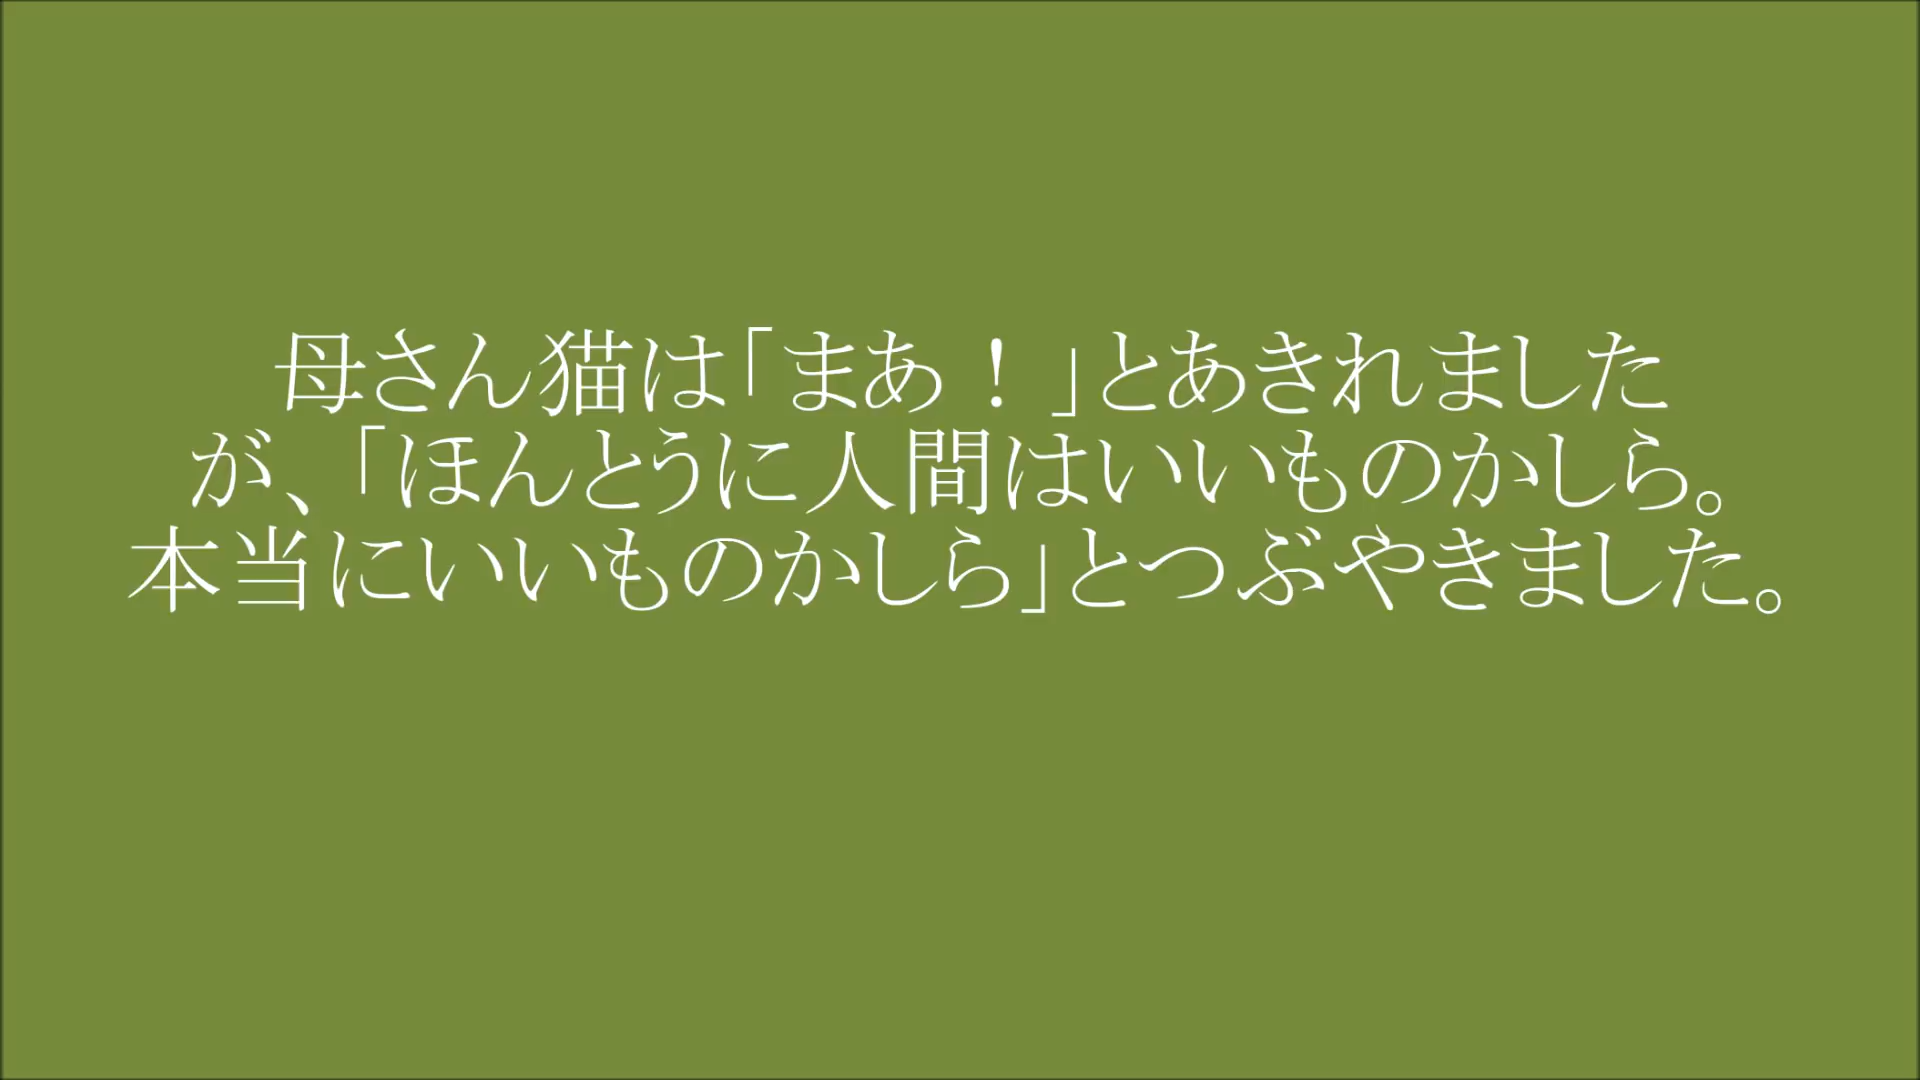 母さん猫は「まあ！」とあきれました
が、「ほんとうに人間はいいものかしら。
本当にいいものかしら」とつぶやきました。